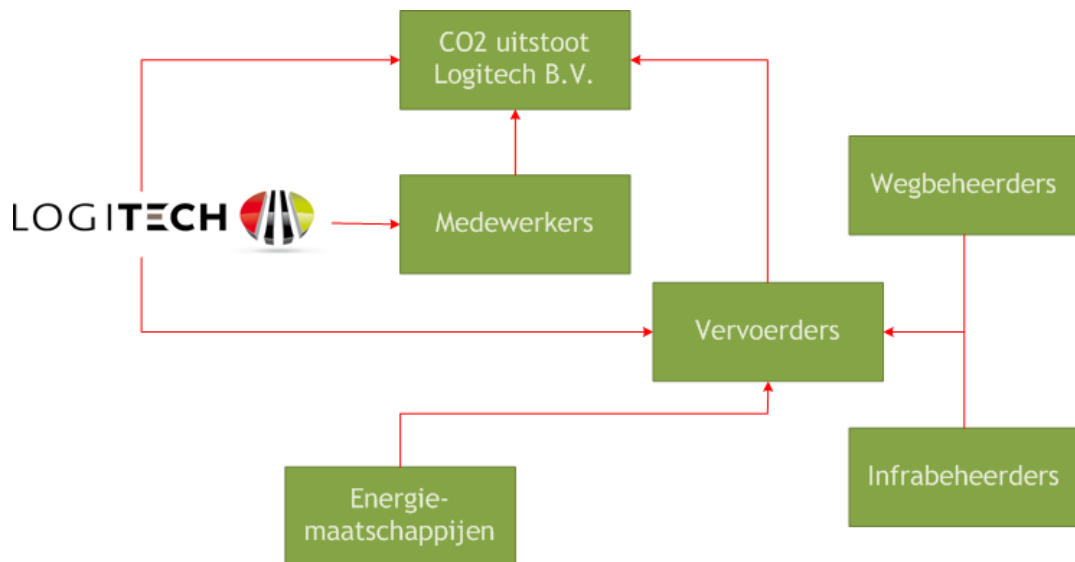 CO2 uitstoot
Logitech B.V.
Wegbeheerders
LOGITECH
Medewerkers
Vervoerders
Infrabeheerders
Energie-
maatschappijen